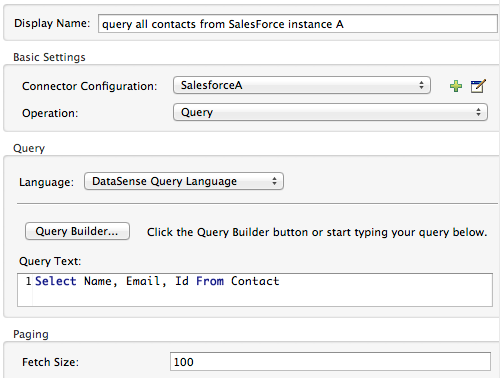 Display Name: query all contacts from SalesForce instance A
Basic Settings
Connector Configuration: SalesforceA
Operation: Query
Query
Language: DataSense Query Language
Query Builder... Click the Query Builder button or start typing your query below.
Query Text:
1 Select Name, Email, Id From Contact
Paging
Fetch Size: 100